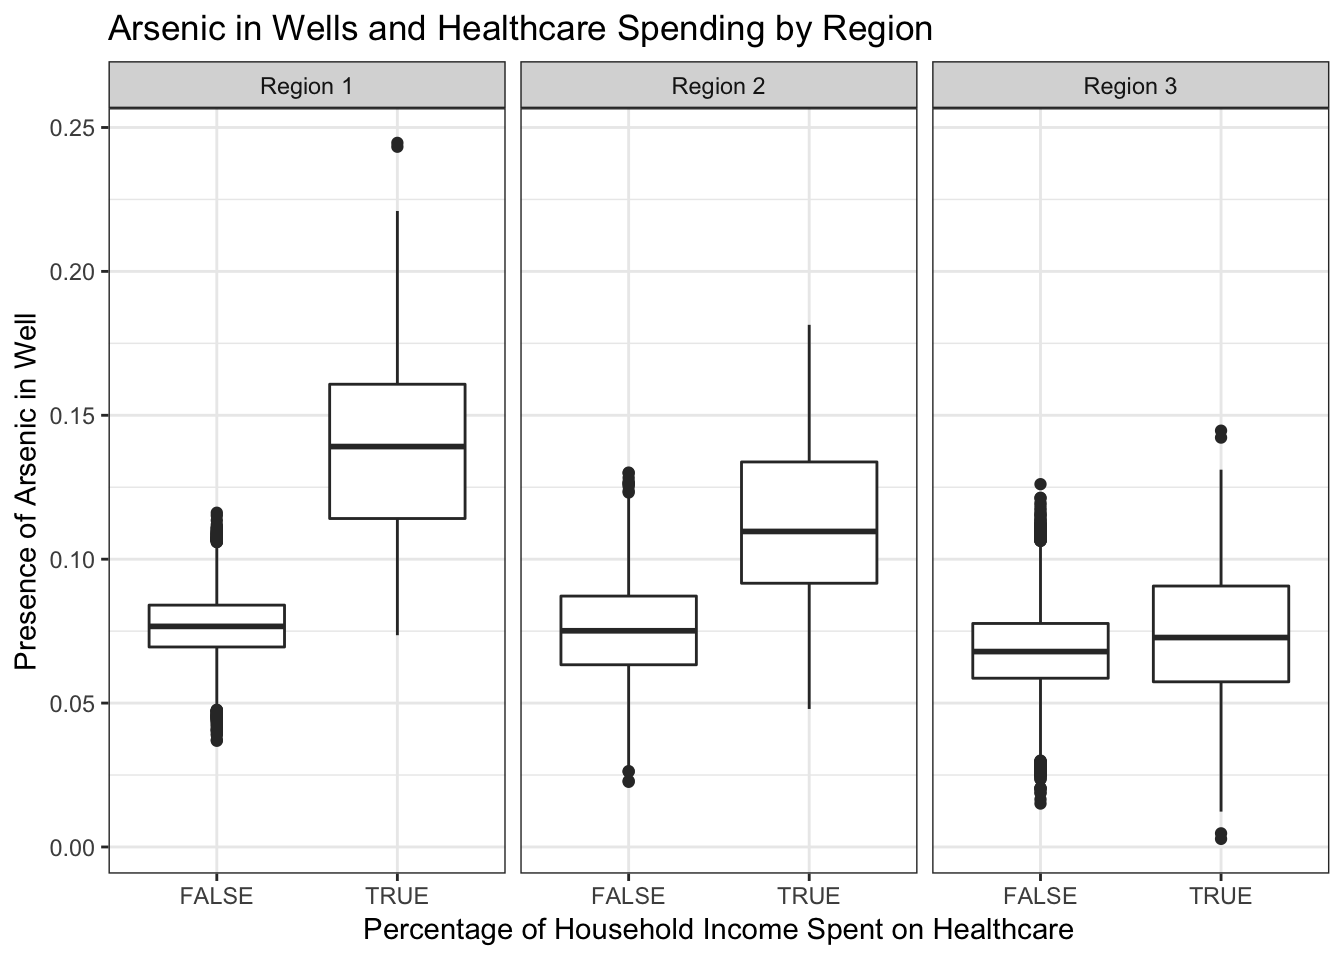 Arsenic in Wells and Healthcare Spending by Region
Region 1
Region 2
Region 3
Presence of Arsenic in Well
0.25
0.20
0.15
0.10
0.05
0.00
FALSE
TRUE
FALSE
TRUE
FALSE
TRUE
Percentage of Household Income Spent on Healthcare